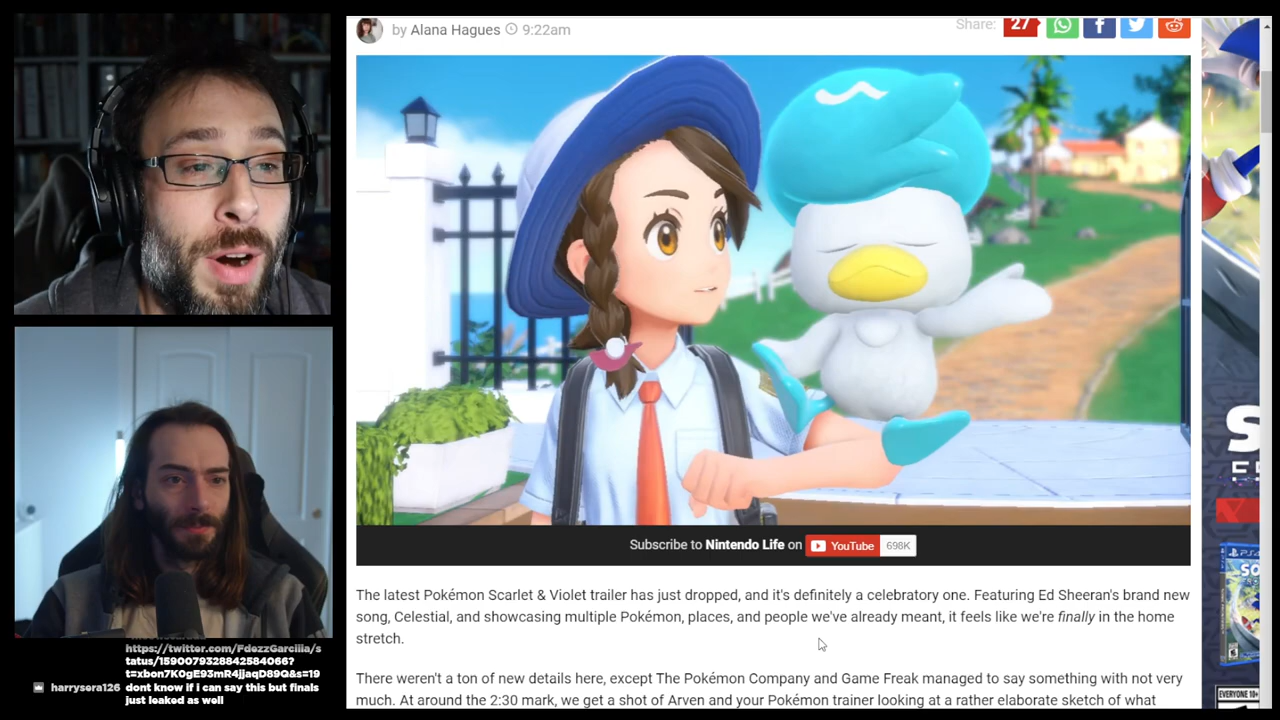 by Alana Hagues 9:22am
Share: 27
Subscribe to Nintendo Life on YouTube 698K
The latest Pokémon Scarlet & Violet trailer has just dropped, and it's definitely a celebratory one. Featuring Ed Sheeran's brand new
song, Celestial, and showcasing multiple Pokémon, places, and people we've already meant, it feels like we're finally in the home
stretch.
There weren't a ton of new details here, except The Pokémon Company and Game Freak managed to say something with not very
much. At around the 2:30 mark, we get a shot of Arven and your Pokémon trainer looking at a rather elaborate sketch of what
https://twitter.com/FdezzGarciiia/s
tatus/1590079328842584066?
t=xbon7K0gE93mR4jjaqD89Q&s=19
harrysera126 dont know if i can say this but finals
just leaked as well
EVERYONE 10+